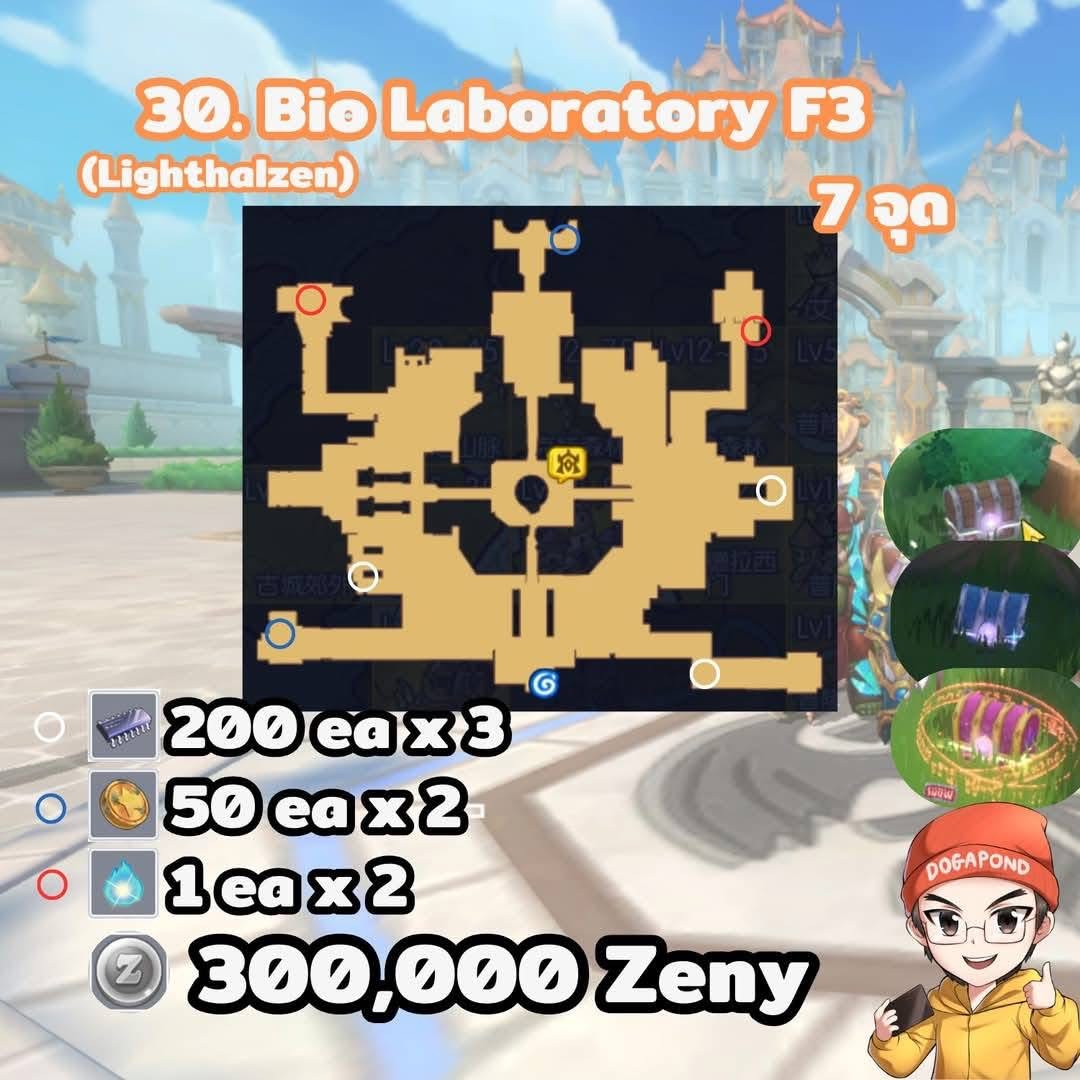 30. Bio Laboratory F3
(Lighthalzen)
7 จุด
200 ea x 3
50 ea x 2
1 ea x 2
300,000 Zeny
DOGAPOND